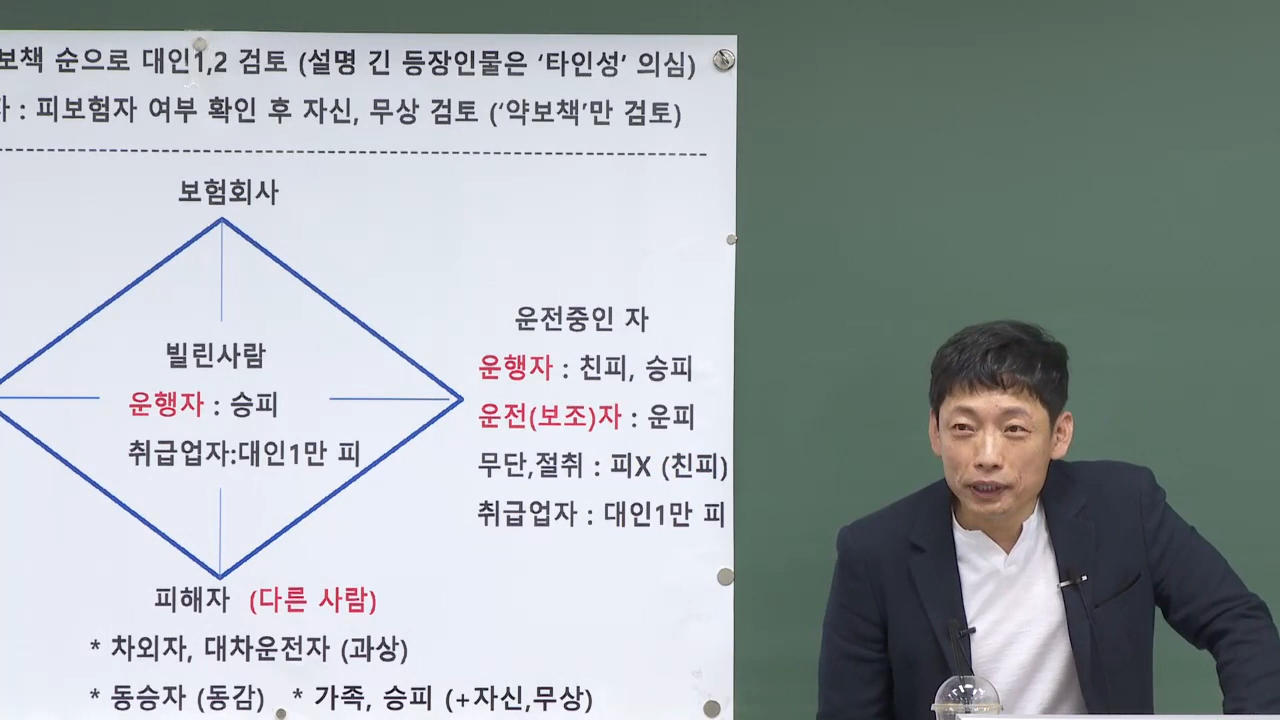 보책 순으로 대인1,2 검토 (설명 긴 등장인물은 ‘타인성’ 의심)
: 피보험자 여부 확인 후 자신, 무상 검토 (‘약보책’만 검토)
보험회사
빌린사람
운행자 : 승피
취급업자:대인1만 피
운전중인 자
운행자 : 친피, 승피
운전(보조)자 : 운피
무단,절취 : 피X (친피)
취급업자 : 대인1만 피
피해자 (다른 사람)
* 차외자, 대차운전자 (과상)
* 동승자 (동감) * 가족, 승피 (+자신,무상)